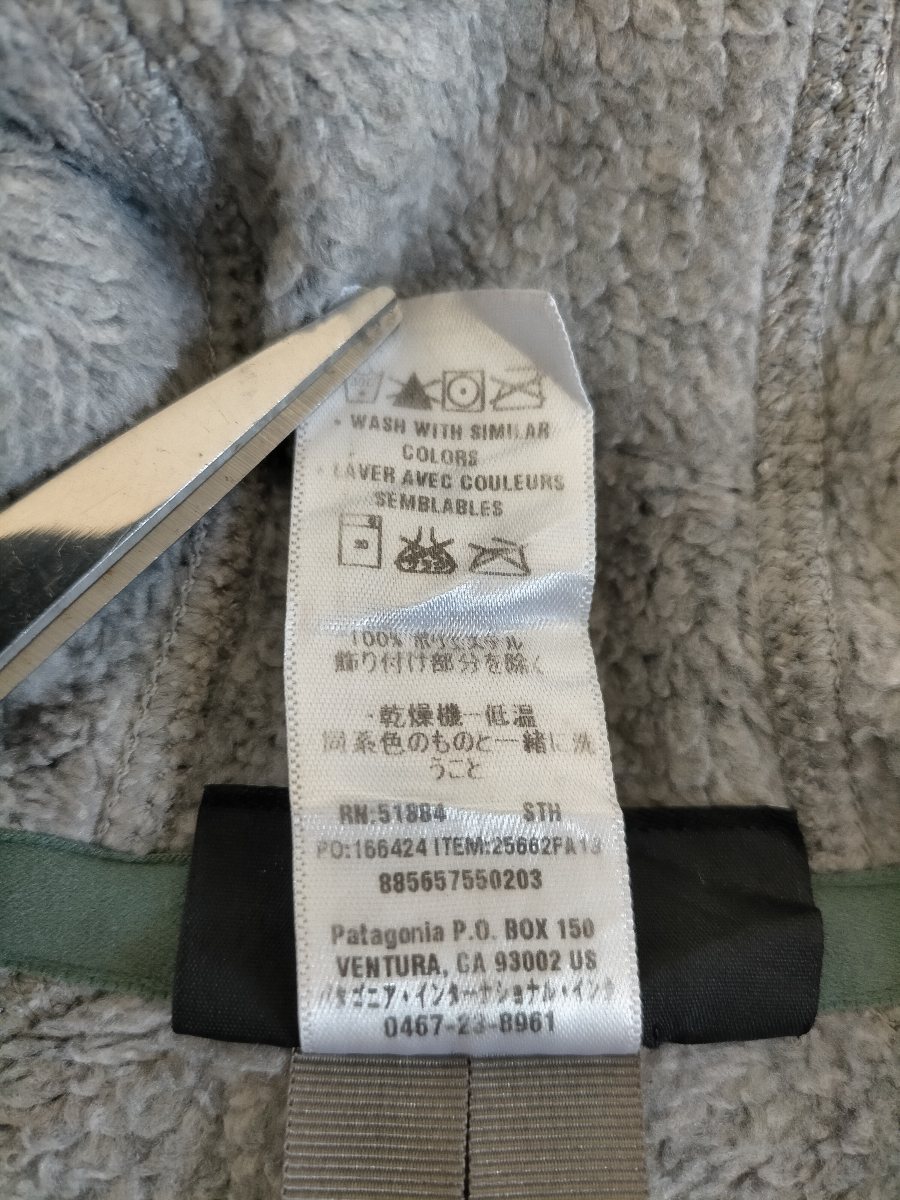 • WASH WITH SIMILAR
COLORS
• LAVER AVEC COULEURS
SEMBLABLES
30
100% ポリエステル
飾り付け部分を除く
·乾燥機一低温
同系色のものと一緒に洗
うこと
RN:51884 STH
PO:166424 ITEM:25662FA13
885657550203
Patagonia P.O. BOX 150
VENTURA, CA 93002 US
パタゴニア・インターナショナル・インク
0467-23-8961